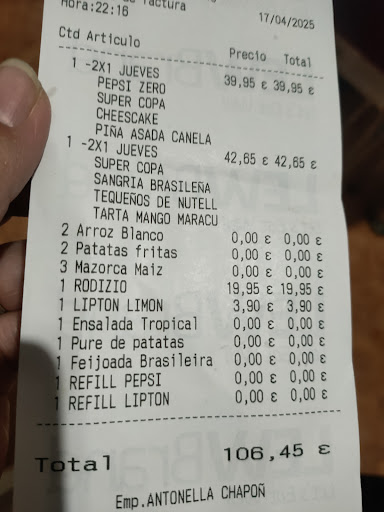 factura
Hora:22:16 17/04/2025
Ctd Articulo Precio Total
1 -2X1 JUEVES 39,95 € 39,95 €
PEPSI ZERO
SUPER COPA
CHEESCAKE
PIÑA ASADA CANELA
1 -2X1 JUEVES 42,65 € 42,65 €
SUPER COPA
SANGRIA BRASILEÑA
TEQUEÑOS DE NUTELL
TARTA MANGO MARACU
2 Arroz Blanco 0,00 € 0,00 €
2 Patatas fritas 0,00 € 0,00 €
3 Mazorca Maiz 0,00 € 0,00 €
1 RODIZIO 19,95 € 19,95 €
1 LIPTON LIMON 3,90 € 3,90 €
1 Ensalada Tropical 0,00 € 0,00 €
1 Pure de patatas 0,00 € 0,00 €
1 Feijoada Brasileira 0,00 € 0,00 €
1 REFILL PEPSI 0,00 € 0,00 €
1 REFILL LIPTON 0,00 € 0,00 €
Total 106,45 €
Emp.ANTONELLA CHAPOÑ